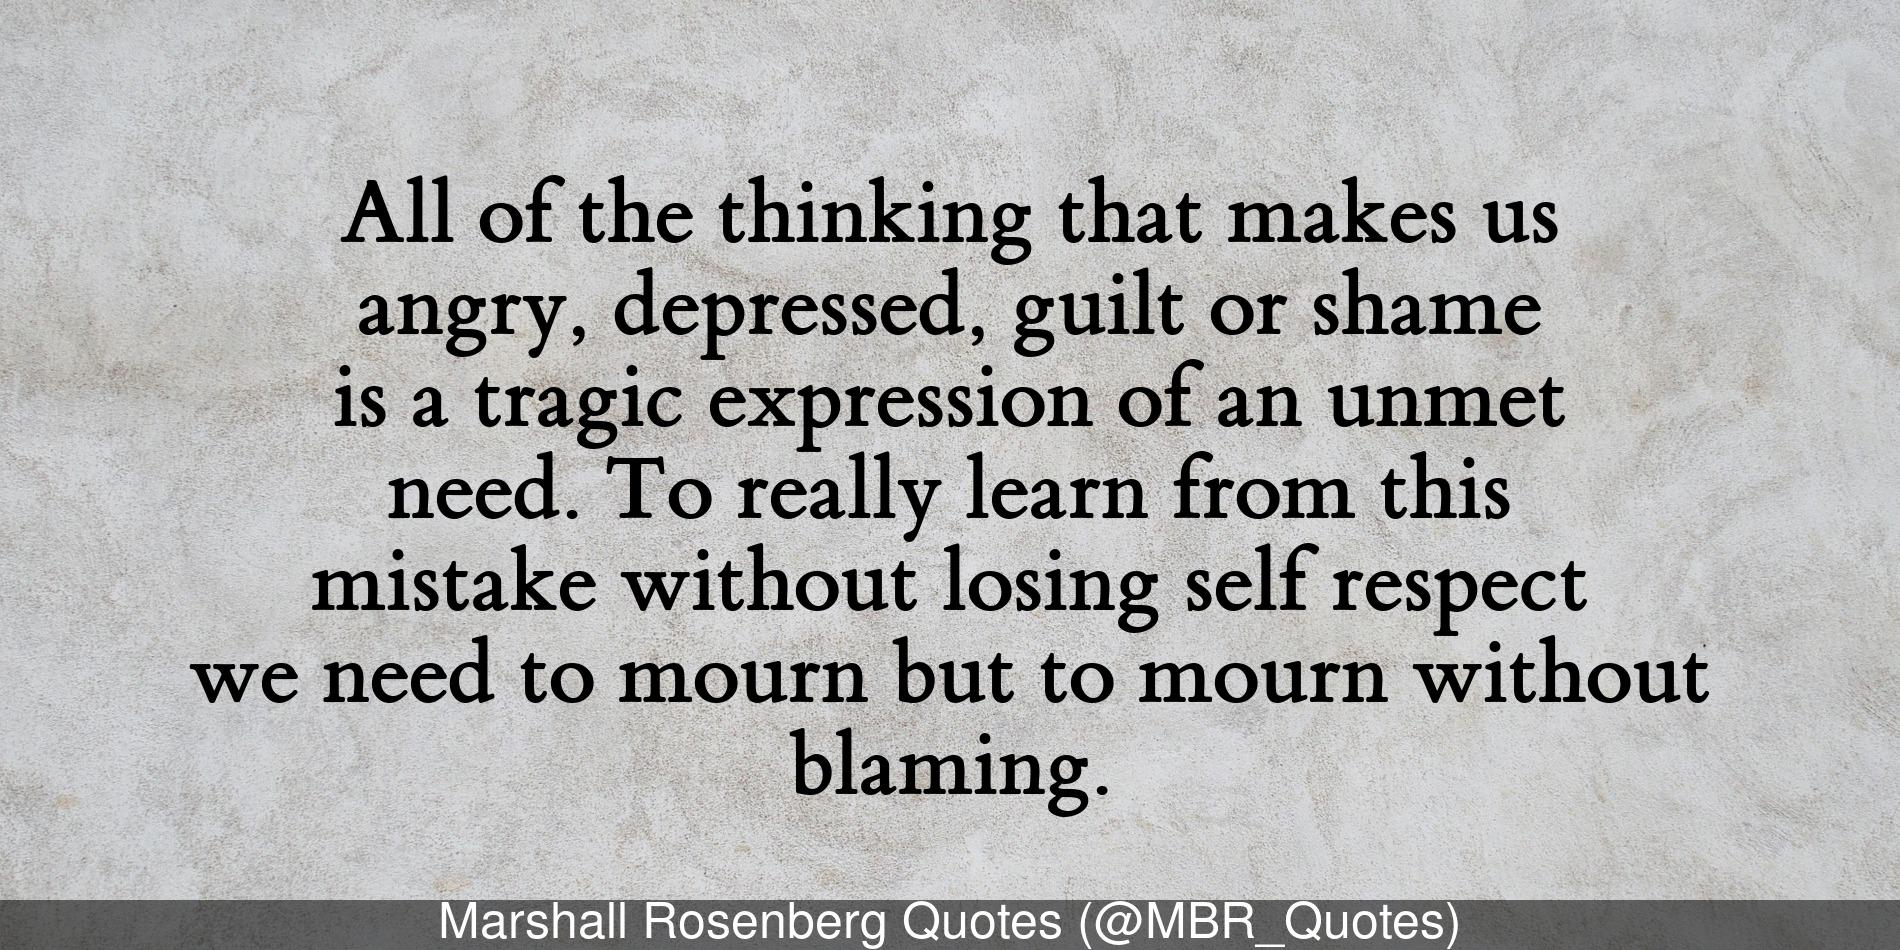 All of the thinking that makes us
angry, depressed, guilt or shame
is a tragic expression of an unmet
need. To really learn from this
mistake without losing self respect
we need to mourn but to mourn without
blaming.
Marshall Rosenberg Quotes (@MBR_Quotes)